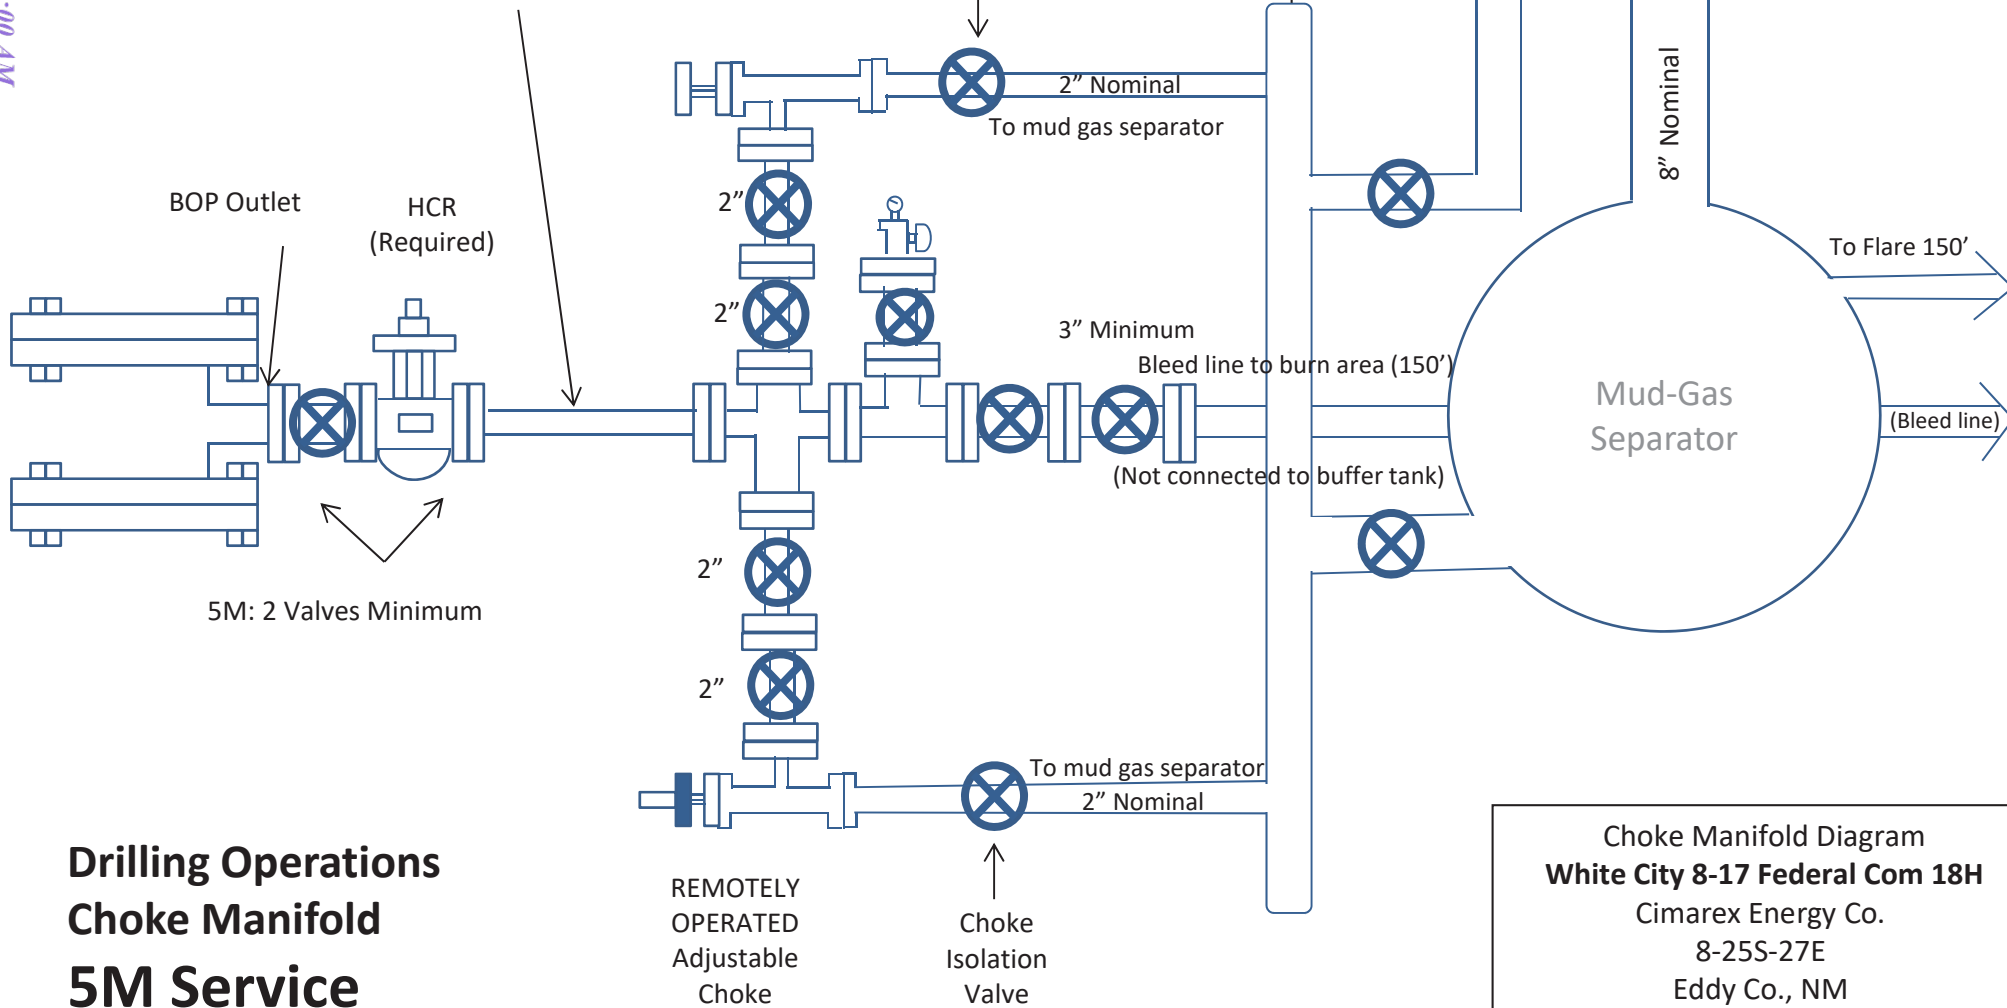 :00 AM
2” Nominal
To mud gas separator
8” Nominal
BOP Outlet
HCR
(Required)
2”
2”
To Flare 150’
3” Minimum
Bleed line to burn area (150’)
Mud-Gas
Separator
(Bleed line)
(Not connected to buffer tank)
2”
5M: 2 Valves Minimum
2”
To mud gas separator
2” Nominal
Drilling Operations
Choke Manifold
5M Service
REMOTELY
OPERATED
Adjustable
Choke
Choke
Isolation
Valve
Choke Manifold Diagram
White City 8-17 Federal Com 18H
Cimarex Energy Co.
8-25S-27E
Eddy Co., NM